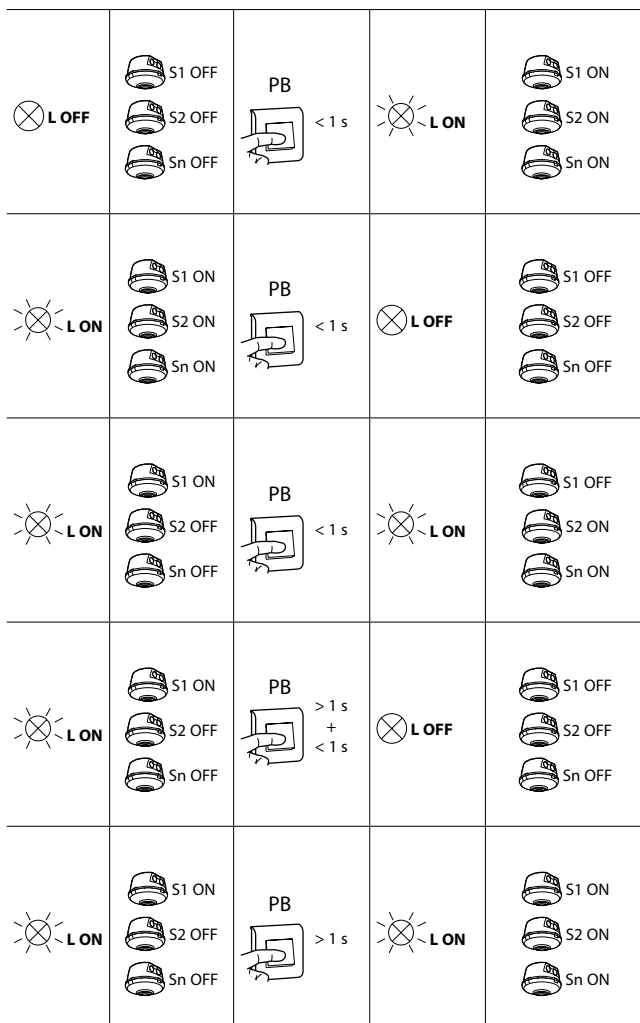 L OFF
S1 OFF
S2 OFF
Sn OFF
PB
< 1 s
L ON
S1 ON
S2 ON
Sn ON
L ON
S1 ON
S2 ON
Sn ON
PB
< 1 s
L OFF
S1 OFF
S2 OFF
Sn OFF
L ON
S1 ON
S2 OFF
Sn OFF
PB
< 1 s
L ON
S1 OFF
S2 ON
Sn ON
L ON
S1 ON
S2 OFF
Sn OFF
PB
> 1 s
+
< 1 s
L OFF
S1 OFF
S2 OFF
Sn OFF
L ON
S1 ON
S2 OFF
Sn OFF
PB
> 1 s
L ON
S1 ON
S2 ON
Sn ON